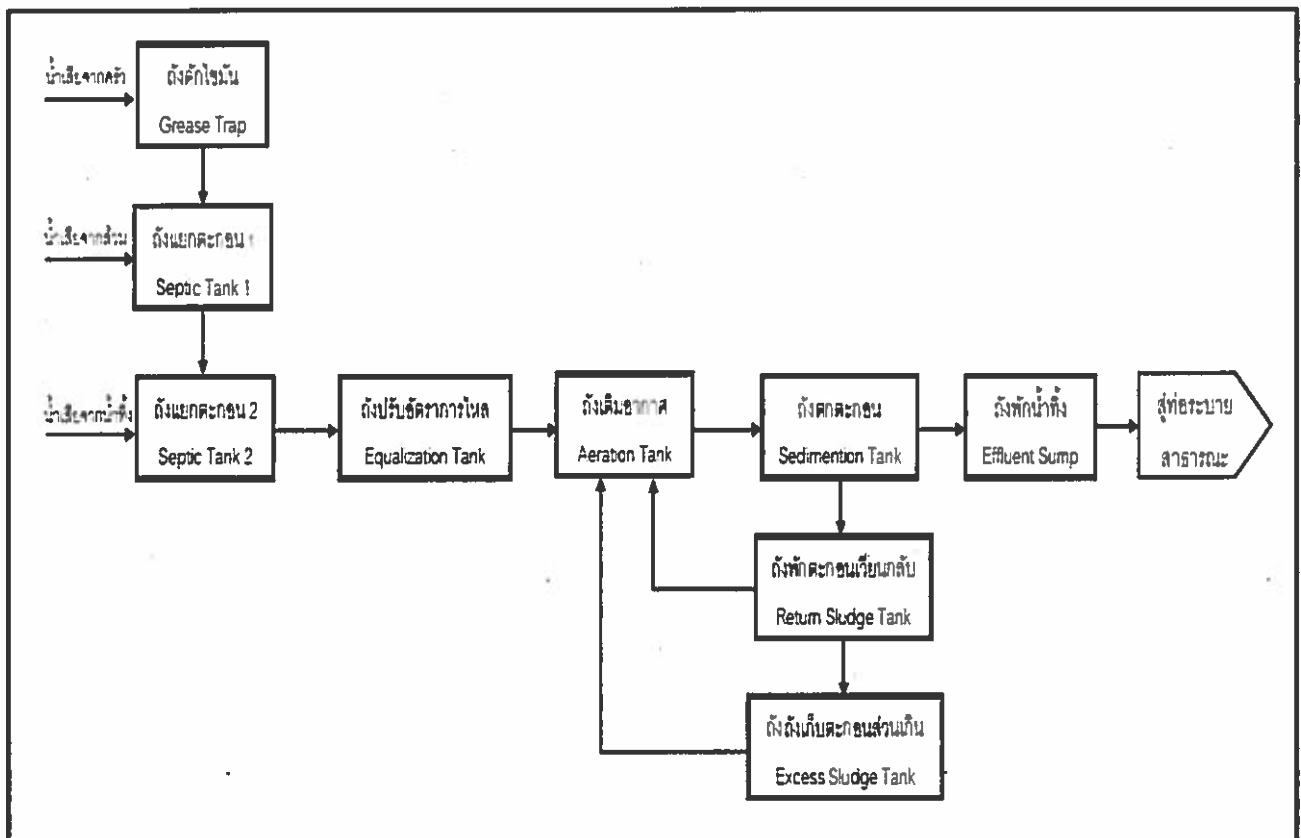 น้ำเสียจากครัว
ถังดักไขมัน
Grease Trap
น้ำเสียจากส้วม
ถังแยกตะกอน 1
Septic Tank 1
น้ำเสียจากน้ำทิ้ง
ถังแยกตะกอน 2
Septic Tank 2
ถังปรับอัตราการไหล
Equalization Tank
ถังเติมอากาศ
Aeration Tank
ถังตกตะกอน
Sedimention Tank
ถังพักน้ำทิ้ง
Effluent Sump
สู่ท่อระบาย
สาธารณะ
ถังพักตะกอนเวียนกลับ
Return Sludge Tank
ถังถังเก็บตะกอนส่วนเกิน
Excess Sludge Tank